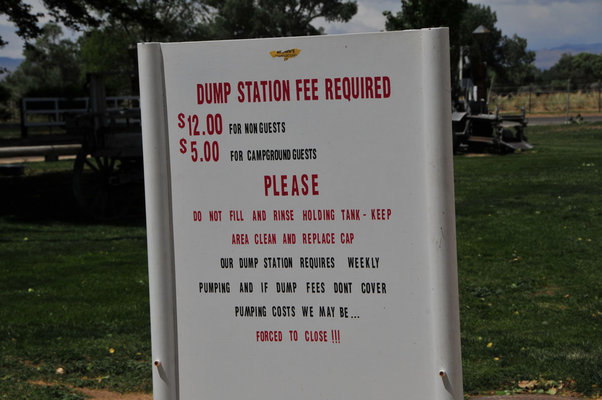 DUMP STATION FEE REQUIRED
$12.00 FOR NON GUESTS
$5.00 FOR CAMPGROUND GUESTS
PLEASE
DO NOT FILL AND RINSE HOLDING TANK - KEEP
AREA CLEAN AND REPLACE CAP
OUR DUMP STATION REQUIRES WEEKLY
PUMPING AND IF DUMP FEES DONT COVER
PUMPING COSTS WE MAY BE...
FORCED TO CLOSE !!!